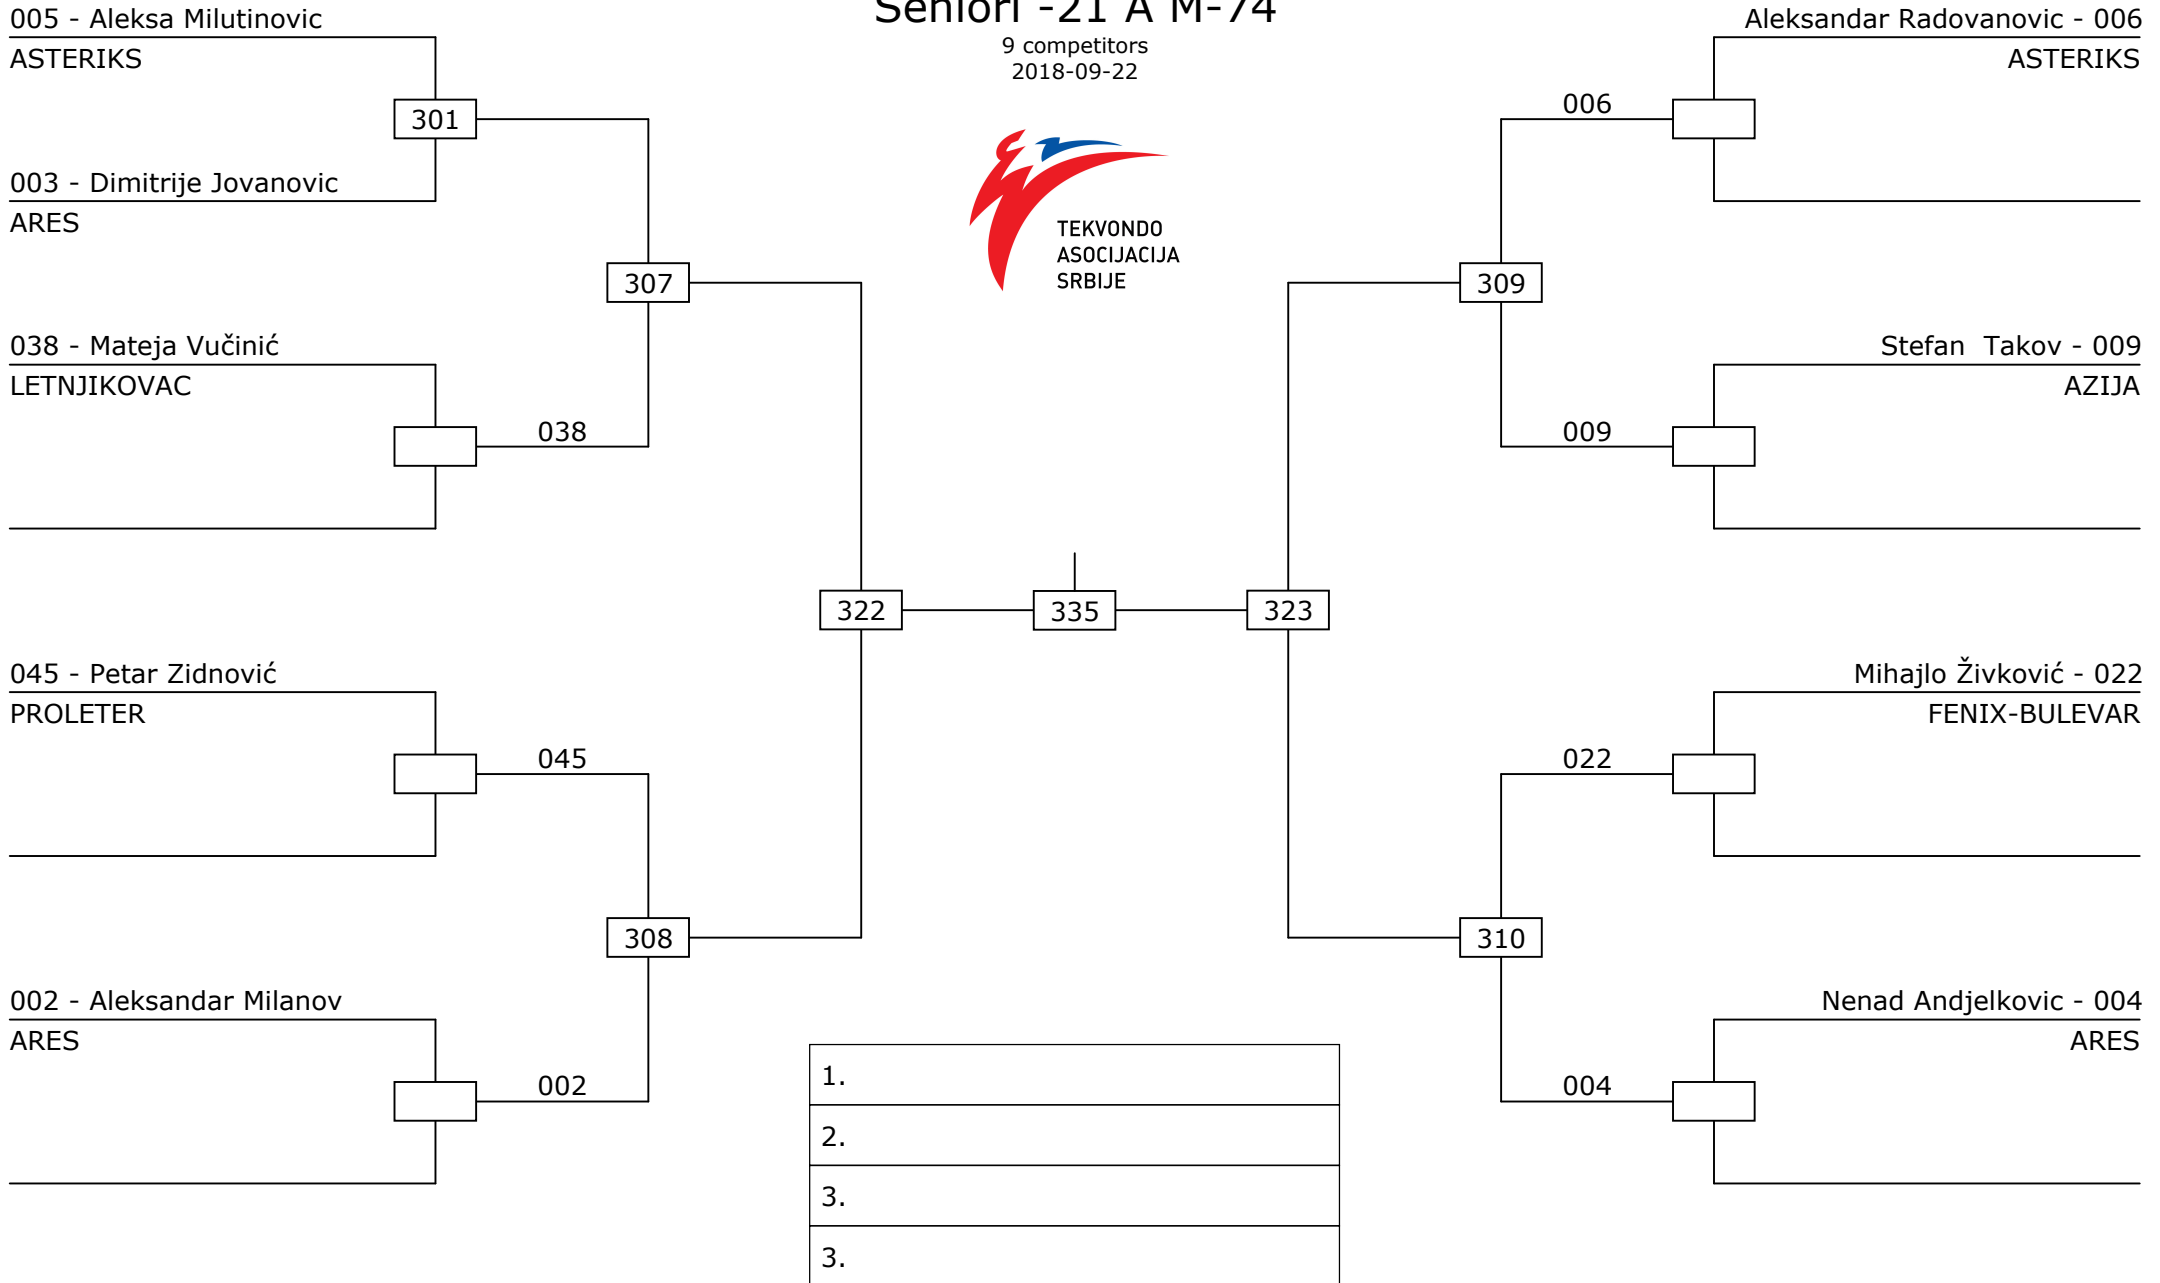 Seniori -21 A M-74
9 competitors
2018-09-22
TEKVONDO
ASOCIJACIJA
SRBIJE
005 - Aleksa Milutinovic
ASTERIKS
301
003 - Dimitrije Jovanovic
ARES
307
038 - Mateja Vučinić
LETNJIKOVAC
038
322
045 - Petar Zidnović
PROLETER
045
308
002 - Aleksandar Milanov
ARES
002
335
Aleksandar Radovanovic - 006
ASTERIKS
006
309
Stefan  Takov - 009
AZIJA
009
323
Mihajlo Živković - 022
FENIX-BULEVAR
022
310
Nenad Andjelkovic - 004
ARES
004
1.
2.
3.
3.